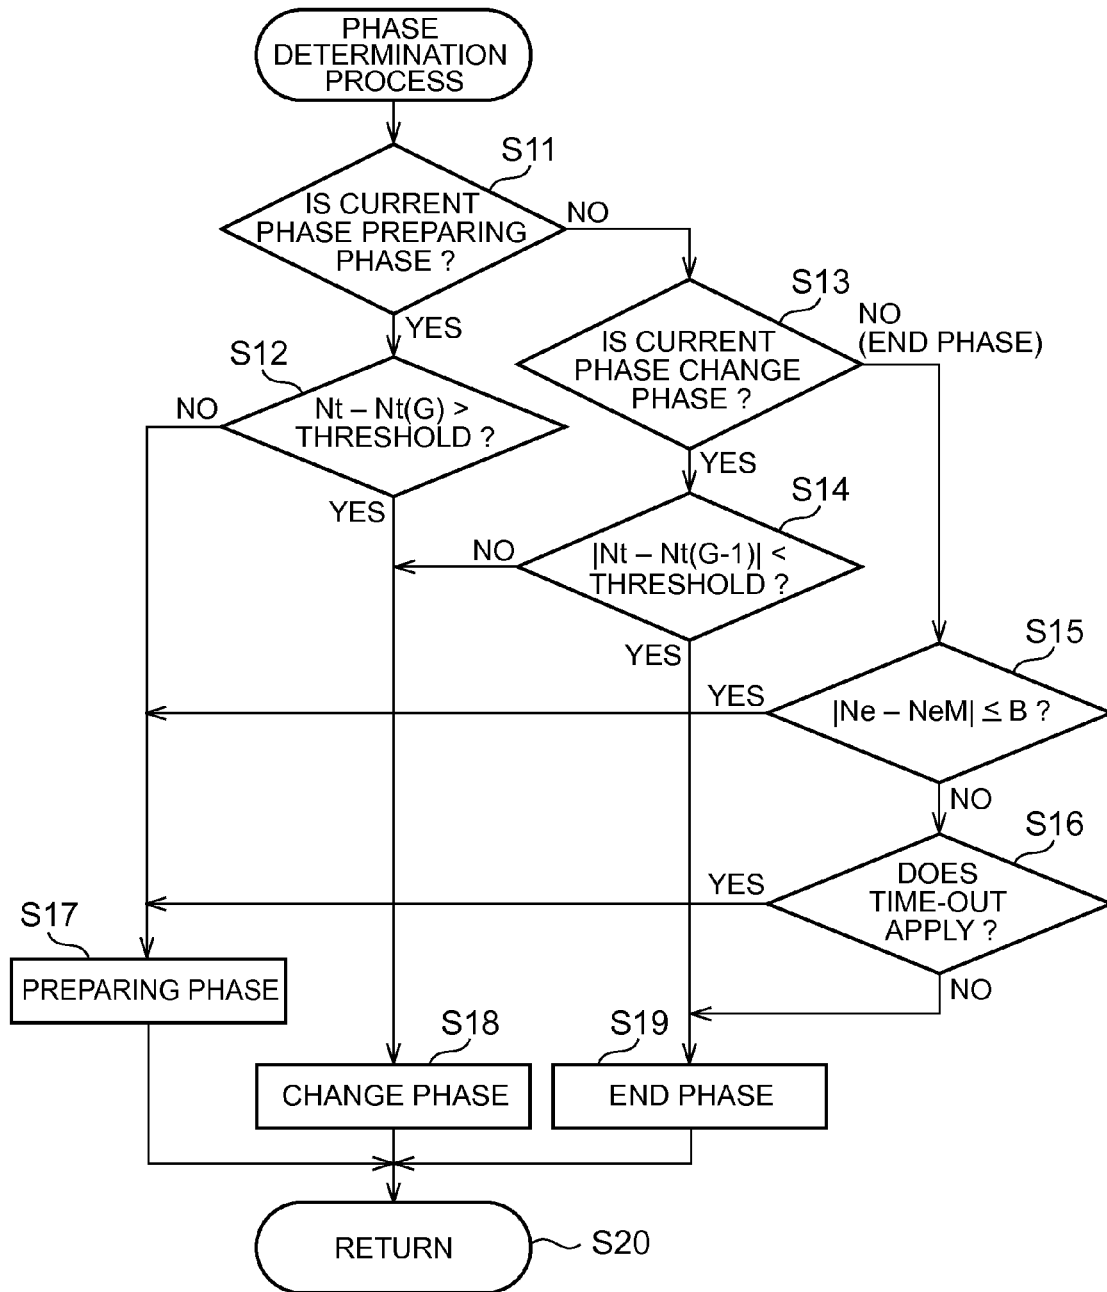 PHASE
DETERMINATION
PROCESS
S11
IS CURRENT
PHASE PREPARING
PHASE ?
NO
YES
S13
IS CURRENT
PHASE CHANGE
PHASE ?
NO
(END PHASE)
YES
S12
Nt – Nt(G) >
THRESHOLD ?
NO
YES
S14
|Nt – Nt(G-1)| <
THRESHOLD ?
NO
YES
S15
|Ne – NeM| ≤ B ?
YES
NO
S16
DOES
TIME-OUT
APPLY ?
YES
NO
S17
PREPARING PHASE
S18
CHANGE PHASE
S19
END PHASE
RETURN
S20